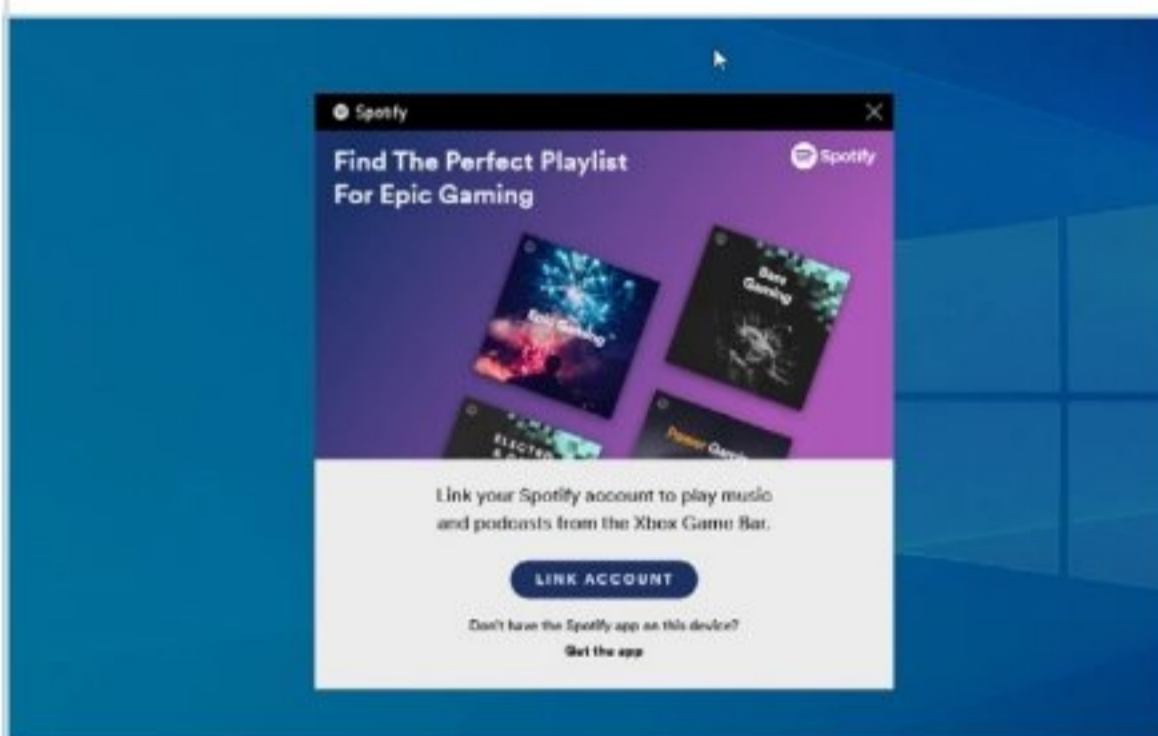 Spotify
Find The Perfect Playlist
For Epic Gaming
Spotify
Epic Gaming
Bass
Gaming
ELECTRO
Power Gaming
Link your Spotify account to play music
and podcasts from the Xbox Game Bar.
LINK ACCOUNT
Don't have the Spotify app on this device?
Get the app